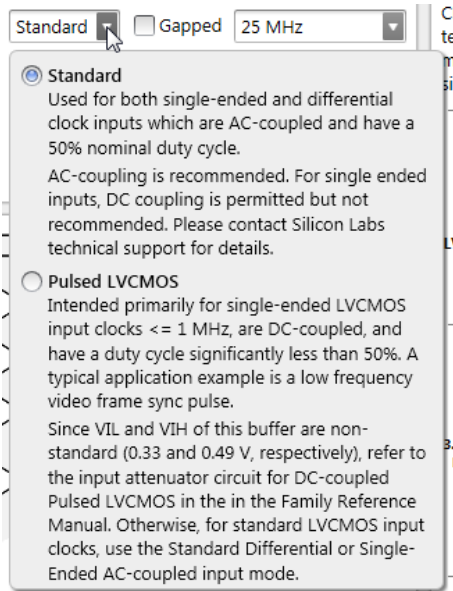 Standard Gapped 25 MHz
Standard
Used for both single-ended and differential
clock inputs which are AC-coupled and have a
50% nominal duty cycle.
AC-coupling is recommended. For single ended
inputs, DC coupling is permitted but not
recommended. Please contact Silicon Labs
technical support for details.
Pulsed LVCMOS
Intended primarily for single-ended LVCMOS
input clocks <= 1 MHz, are DC-coupled, and
have a duty cycle significantly less than 50%. A
typical application example is a low frequency
video frame sync pulse.
Since VIL and VIH of this buffer are non-
standard (0.33 and 0.49 V, respectively), refer to
the input attenuator circuit for DC-coupled
Pulsed LVCMOS in the in the Family Reference
Manual. Otherwise, for standard LVCMOS input
clocks, use the Standard Differential or Single-
Ended AC-coupled input mode.